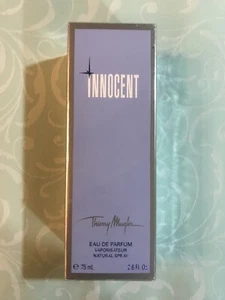 INNOCENT
Thierry Mugler
EAU DE PARFUM
VAPORISATEUR
NATURAL SPRAY
℮ 75 mL 2.6 FL.OZ.